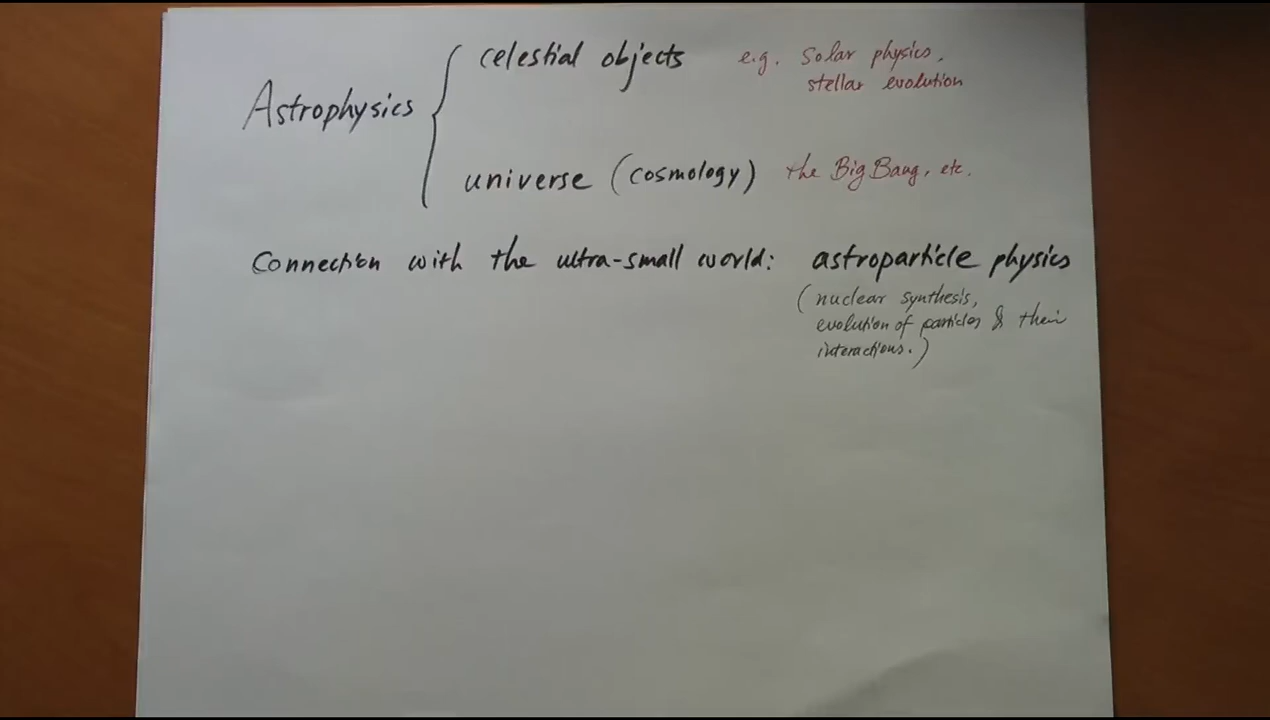 celestial objects e.g. Solar physics,
stellar evolution
Astrophysics
universe (cosmology) the Big Bang, etc.
Connection with the ultra-small world: astroparticle physics
(nuclear synthesis,
evolution of particles & their
interactions.)